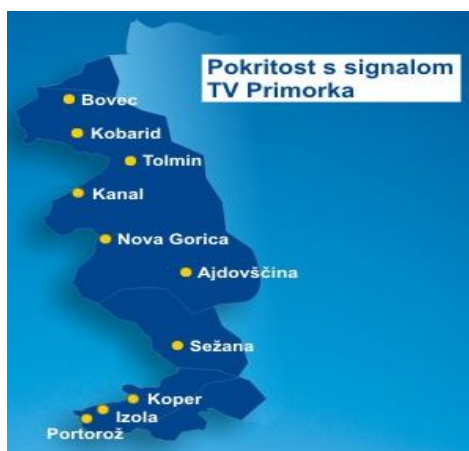 Pokritost s signalom
TV Primorka
Bovec
Kobarid
Tolmin
Kanal
Nova Gorica
Ajdovščina
Sežana
Koper
Izola
Portorož